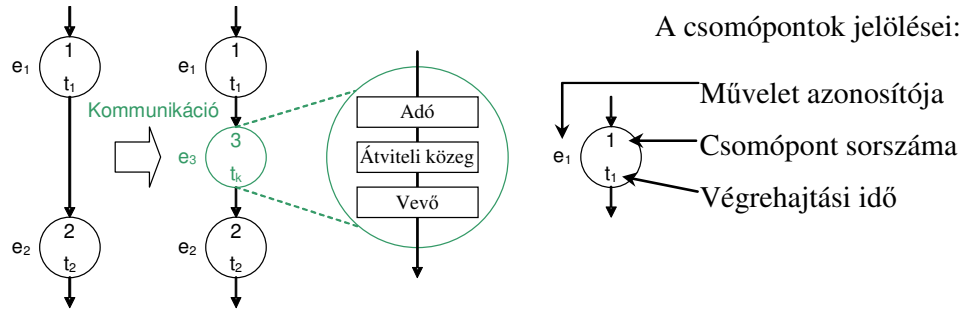 1
e₁
t₁
2
e₂
t₂
Kommunikáció
1
e₁
t₁
3
e₃
tₖ
2
e₂
t₂
Adó
Átviteli közeg
Vevő
A csomópontok jelölései:
Művelet azonosítója
1
e₁
Csomópont sorszáma
t₁
Végrehajtási idő